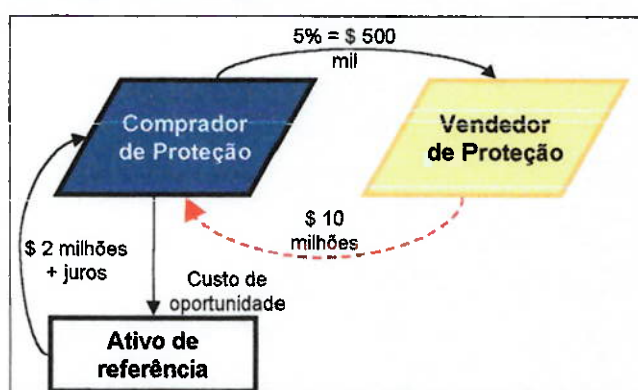 5% = $ 500
mil
Comprador
de Proteção
Vendedor
de Proteção
$ 10
milhões
$ 2 milhões
+ juros
Custo de
oportunidade
Ativo de
referência